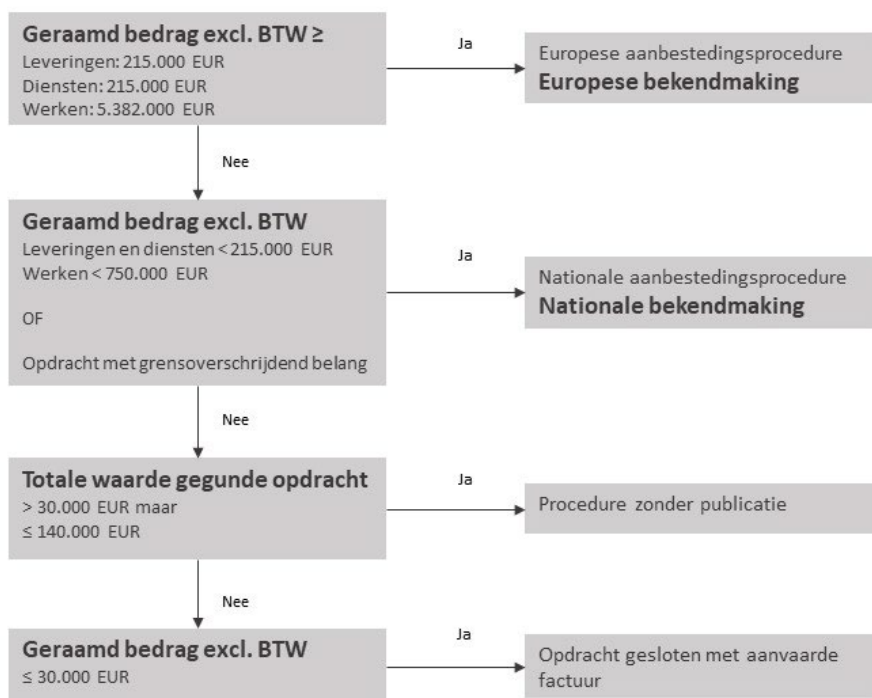 Geraamd bedrag excl. BTW ≥
Leveringen: 215.000 EUR
Diensten: 215.000 EUR
Werken: 5.382.000 EUR
Ja
Europese aanbestedingsprocedure
Europese bekendmaking
Nee
Geraamd bedrag excl. BTW
Leveringen en diensten < 215.000 EUR
Werken < 750.000 EUR
OF
Opdracht met grensoverschrijdend belang
Ja
Nationale aanbestedingsprocedure
Nationale bekendmaking
Nee
Totale waarde gegunde opdracht
> 30.000 EUR maar
≤ 140.000 EUR
Ja
Procedure zonder publicatie
Nee
Geraamd bedrag excl. BTW
≤ 30.000 EUR
Ja
Opdracht gesloten met aanvaarde
factuur